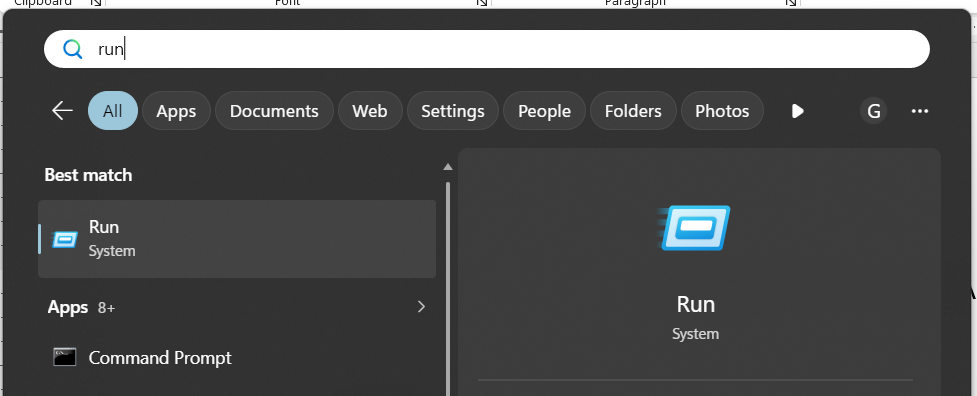 Clipboard Font Paragraph
run
All Apps Documents Web Settings People Folders Photos G
Best match
Run
System
Apps 8+
Command Prompt
Run
System